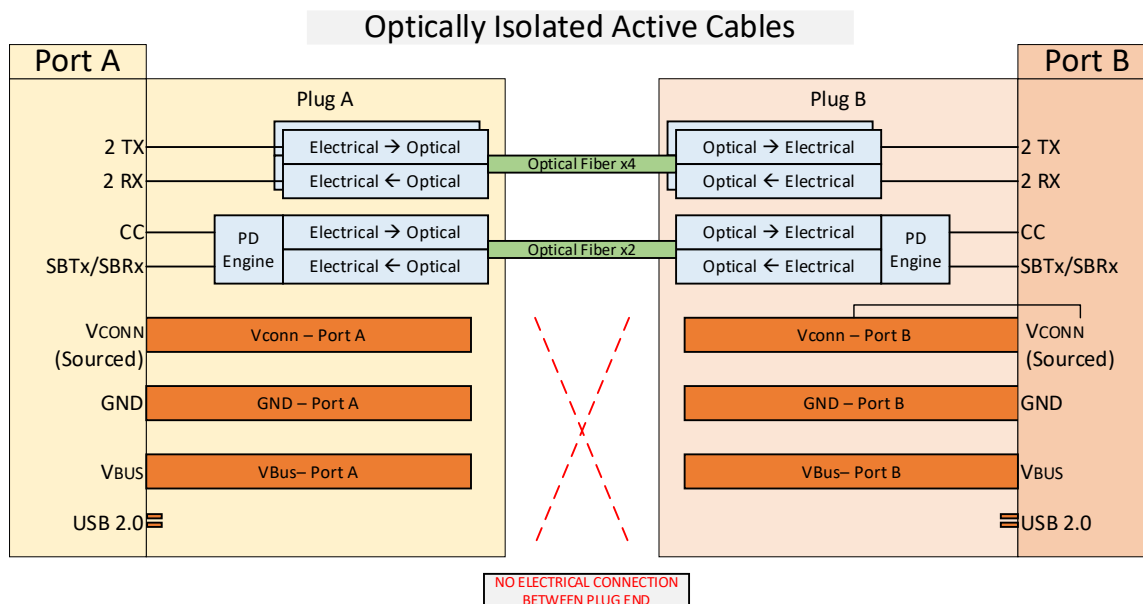 Optically Isolated Active Cables
Port A
Port B
Plug A
Plug B
2 TX
Electrical → Optical
Optical Fiber x4
Optical → Electrical
2 TX
2 RX
Electrical ← Optical
Optical ← Electrical
2 RX
CC
PD
Engine
Electrical → Optical
Optical Fiber x2
Optical → Electrical
PD
Engine
CC
SBTx/SBRx
Electrical ← Optical
Optical ← Electrical
SBTx/SBRx
VCONN
(Sourced)
Vconn – Port A
Vconn – Port B
VCONN
(Sourced)
GND
GND – Port A
GND – Port B
GND
VBUS
VBus– Port A
VBus– Port B
VBUS
USB 2.0
USB 2.0
NO ELECTRICAL CONNECTION
BETWEEN PLUG END